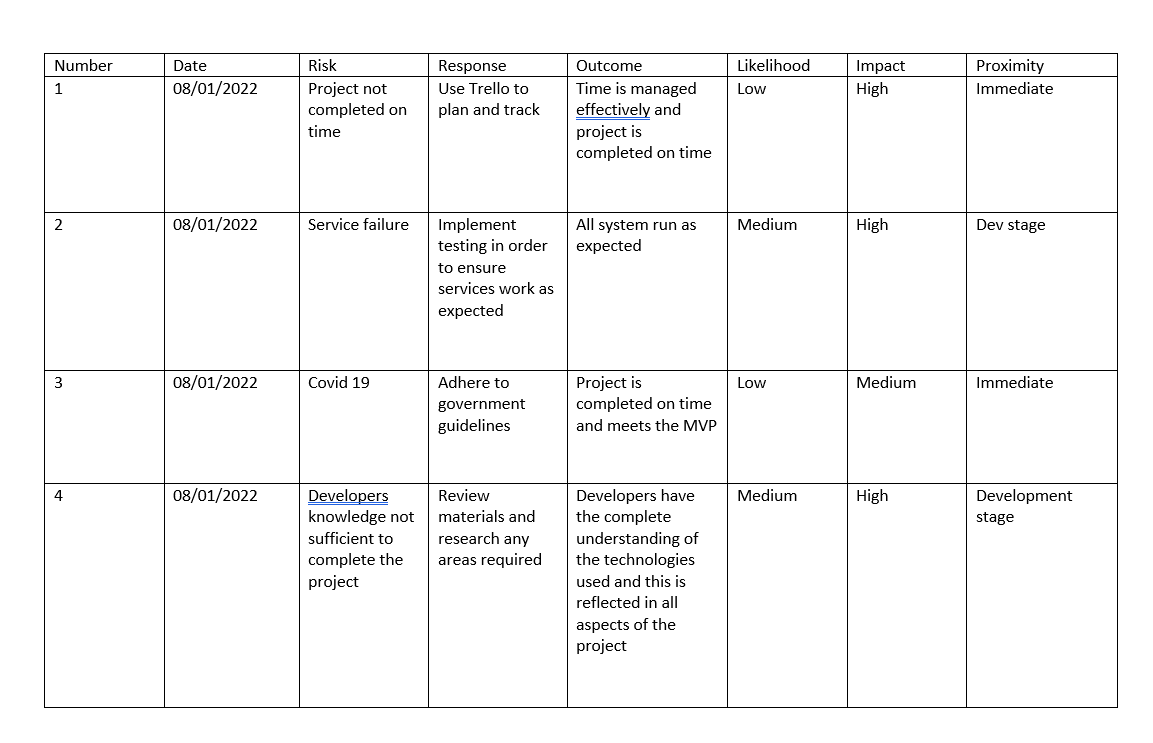 Number Date Risk Response Outcome Likelihood Impact Proximity
1 08/01/2022 Project not Use Trello to Time is managed Low High Immediate
completed on plan and track effectively and
time project is
completed on time
2 08/01/2022 Service failure Implement All system run as Medium High Dev stage
testing in order expected
to ensure
services work as
expected
3 08/01/2022 Covid 19 Adhere to Project is Low Medium Immediate
government completed on time
guidelines and meets the MVP
4 08/01/2022 Developers Review Developers have Medium High Development
knowledge not materials and the complete stage
sufficient to research any understanding of
complete the areas required the technologies
project used and this is
reflected in all
aspects of the
project